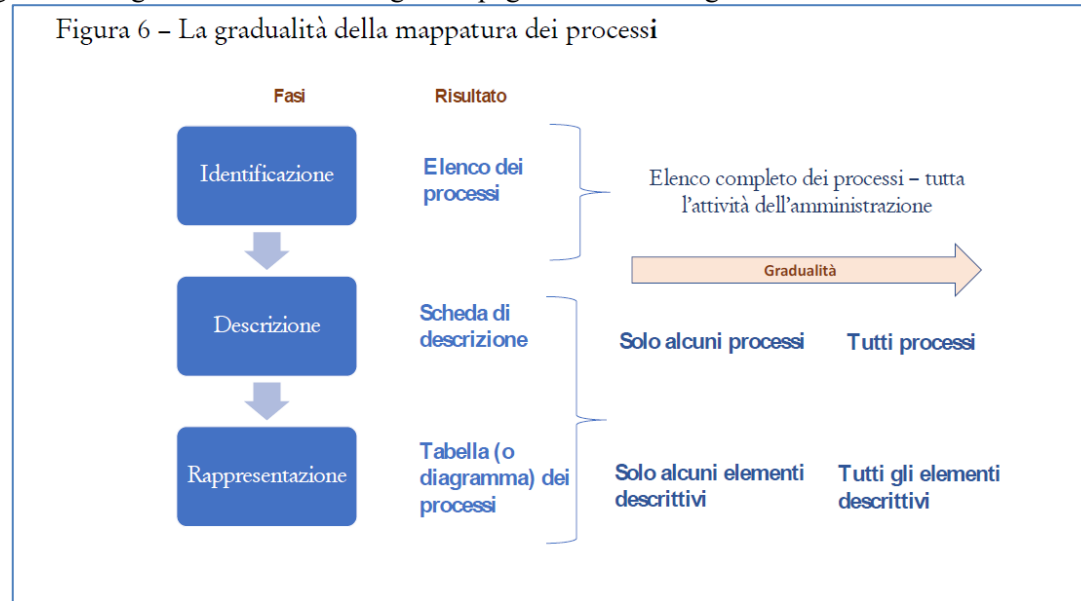 Figura 6 – La gradualità della mappatura dei processi
Fasi
Risultato
Identificazione
Elenco dei
processi
Elenco completo dei processi – tutta
l'attività dell'amministrazione
Gradualità
Descrizione
Scheda di
descrizione
Solo alcuni processi
Tutti processi
Rappresentazione
Tabella (o
diagramma) dei
processi
Solo alcuni elementi
descrittivi
Tutti gli elementi
descrittivi